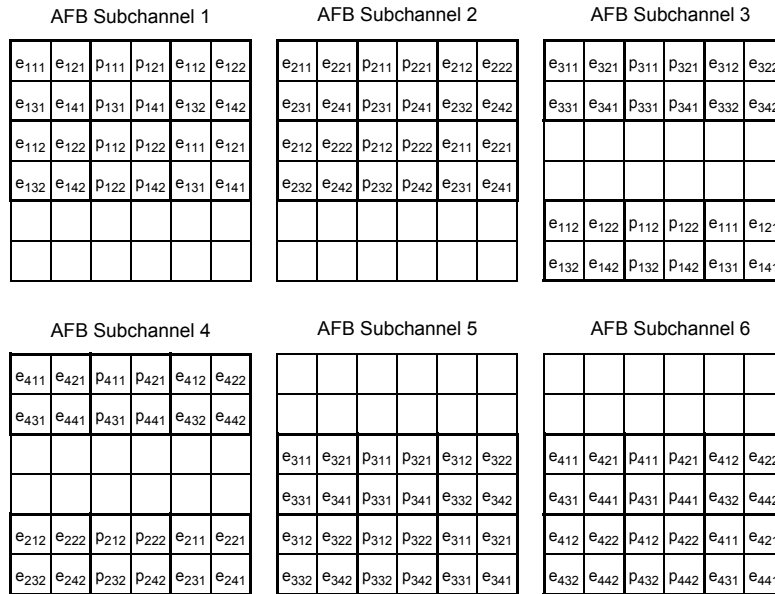 AFB Subchannel 1 AFB Subchannel 2 AFB Subchannel 3
e111 e121 p111 p121 e112 e122 e211 e221 p211 p221 e212 e222 e311 e321 p311 p321 e312 e322
e131 e141 p131 p141 e132 e142 e231 e241 p231 p241 e232 e242 e331 e341 p331 p341 e332 e342
e112 e122 p112 p122 e111 e121 e212 e222 p212 p222 e211 e221
e132 e142 p122 p142 e131 e141 e232 e242 p232 p242 e231 e241
e112 e122 p112 p122 e111 e121
e132 e142 p132 p142 e131 e141
AFB Subchannel 4 AFB Subchannel 5 AFB Subchannel 6
e411 e421 p411 p421 e412 e422
e431 e441 p431 p441 e432 e442
e311 e321 p311 p321 e312 e322 e411 e421 p411 p421 e412 e422
e331 e341 p331 p341 e332 e342 e431 e441 p431 p441 e432 e442
e212 e222 p212 p222 e211 e221 e312 e322 p312 p322 e311 e321 e412 e422 p412 p422 e411 e421
e232 e242 p232 p242 e231 e241 e332 e342 p332 p342 e331 e341 e432 e442 p432 p442 e431 e441